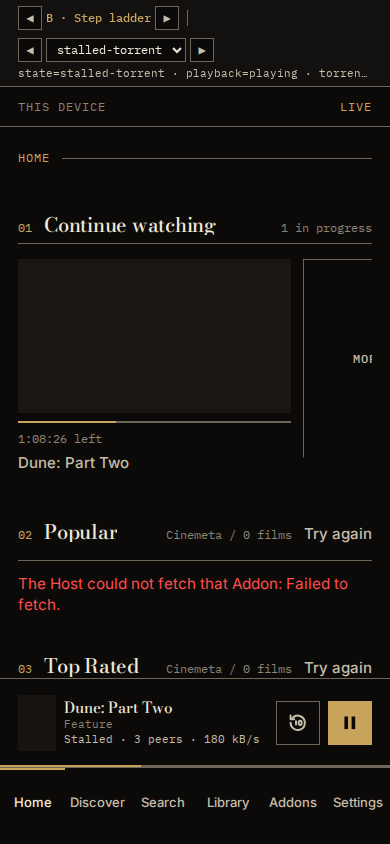 ◄ B · Step ladder ►
◄ stalled-torrent ►
state=stalled-torrent · playback=playing · torren…
THIS DEVICE LIVE
HOME
01 Continue watching 1 in progress
MOR
1:08:26 left
Dune: Part Two
02 Popular Cinemeta / 0 films Try again
The Host could not fetch that Addon: Failed to
fetch.
03 Top Rated Cinemeta / 0 films Try again
Dune: Part Two
Feature
Stalled · 3 peers · 180 kB/s
10
Home Discover Search Library Addons Settings